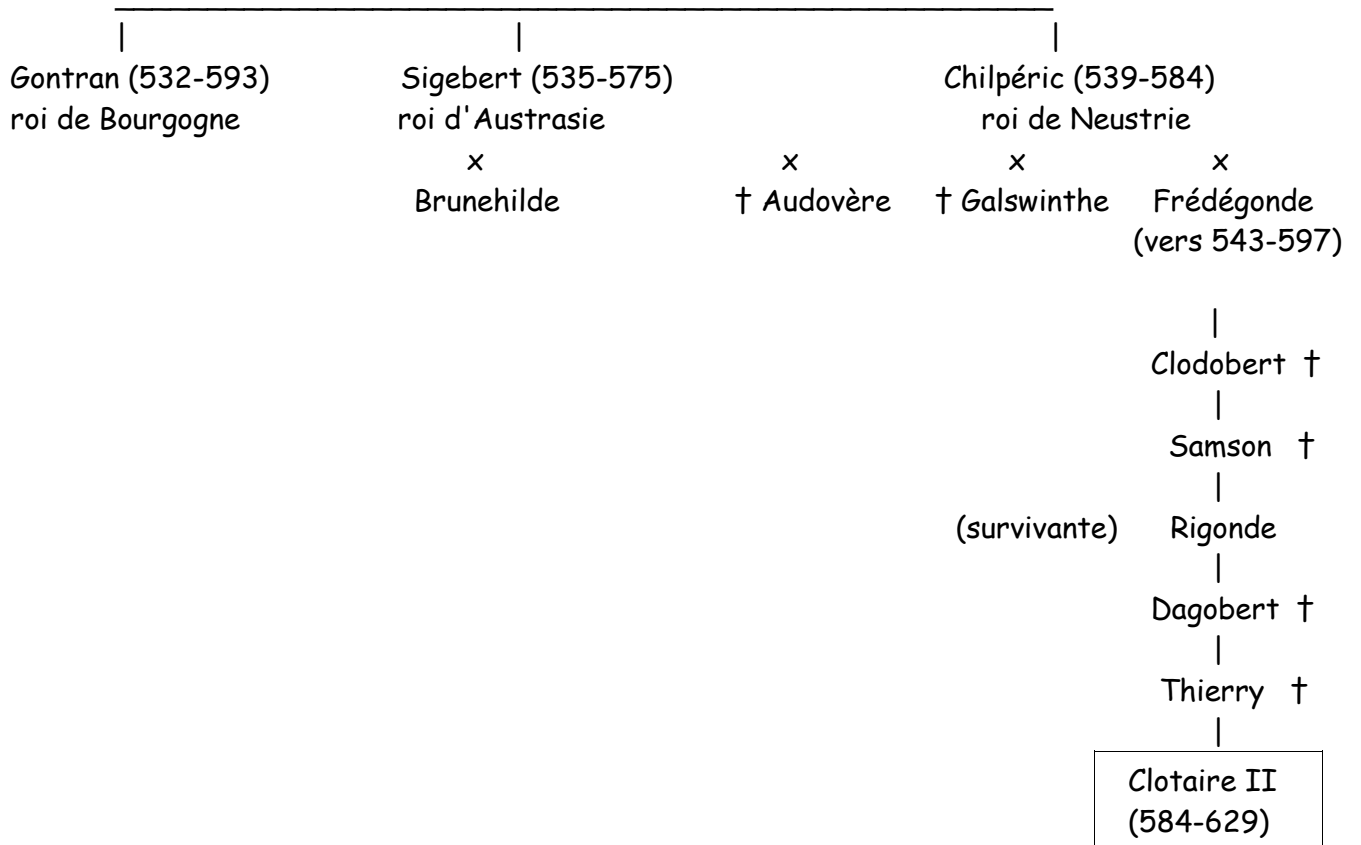 Gontran (532-593) Sigebert (535-575) Chilpéric (539-584)
roi de Bourgogne roi d'Austrasie roi de Neustrie
x x x x
Brunehilde † Audovère † Galswinthe Frédégonde
(vers 543-597)
Clodobert †
Samson †
(survivante) Rigonde
Dagobert †
Thierry †
Clotaire II
(584-629)